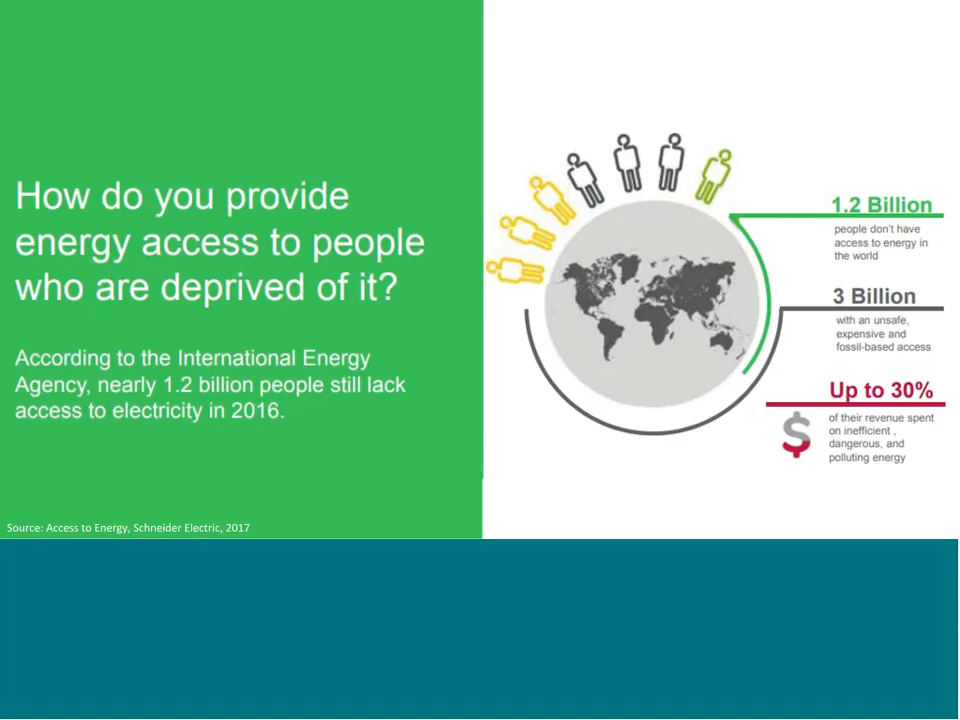 How do you provide
energy access to people
who are deprived of it?
According to the International Energy
Agency, nearly 1.2 billion people still lack
access to electricity in 2016.
Source: Access to Energy, Schneider Electric, 2017
1.2 Billion
people don’t have
access to energy in
the world
3 Billion
with an unsafe,
expensive and
fossil-based access
Up to 30%
$
of their revenue spent
on inefficient ,
dangerous, and
polluting energy